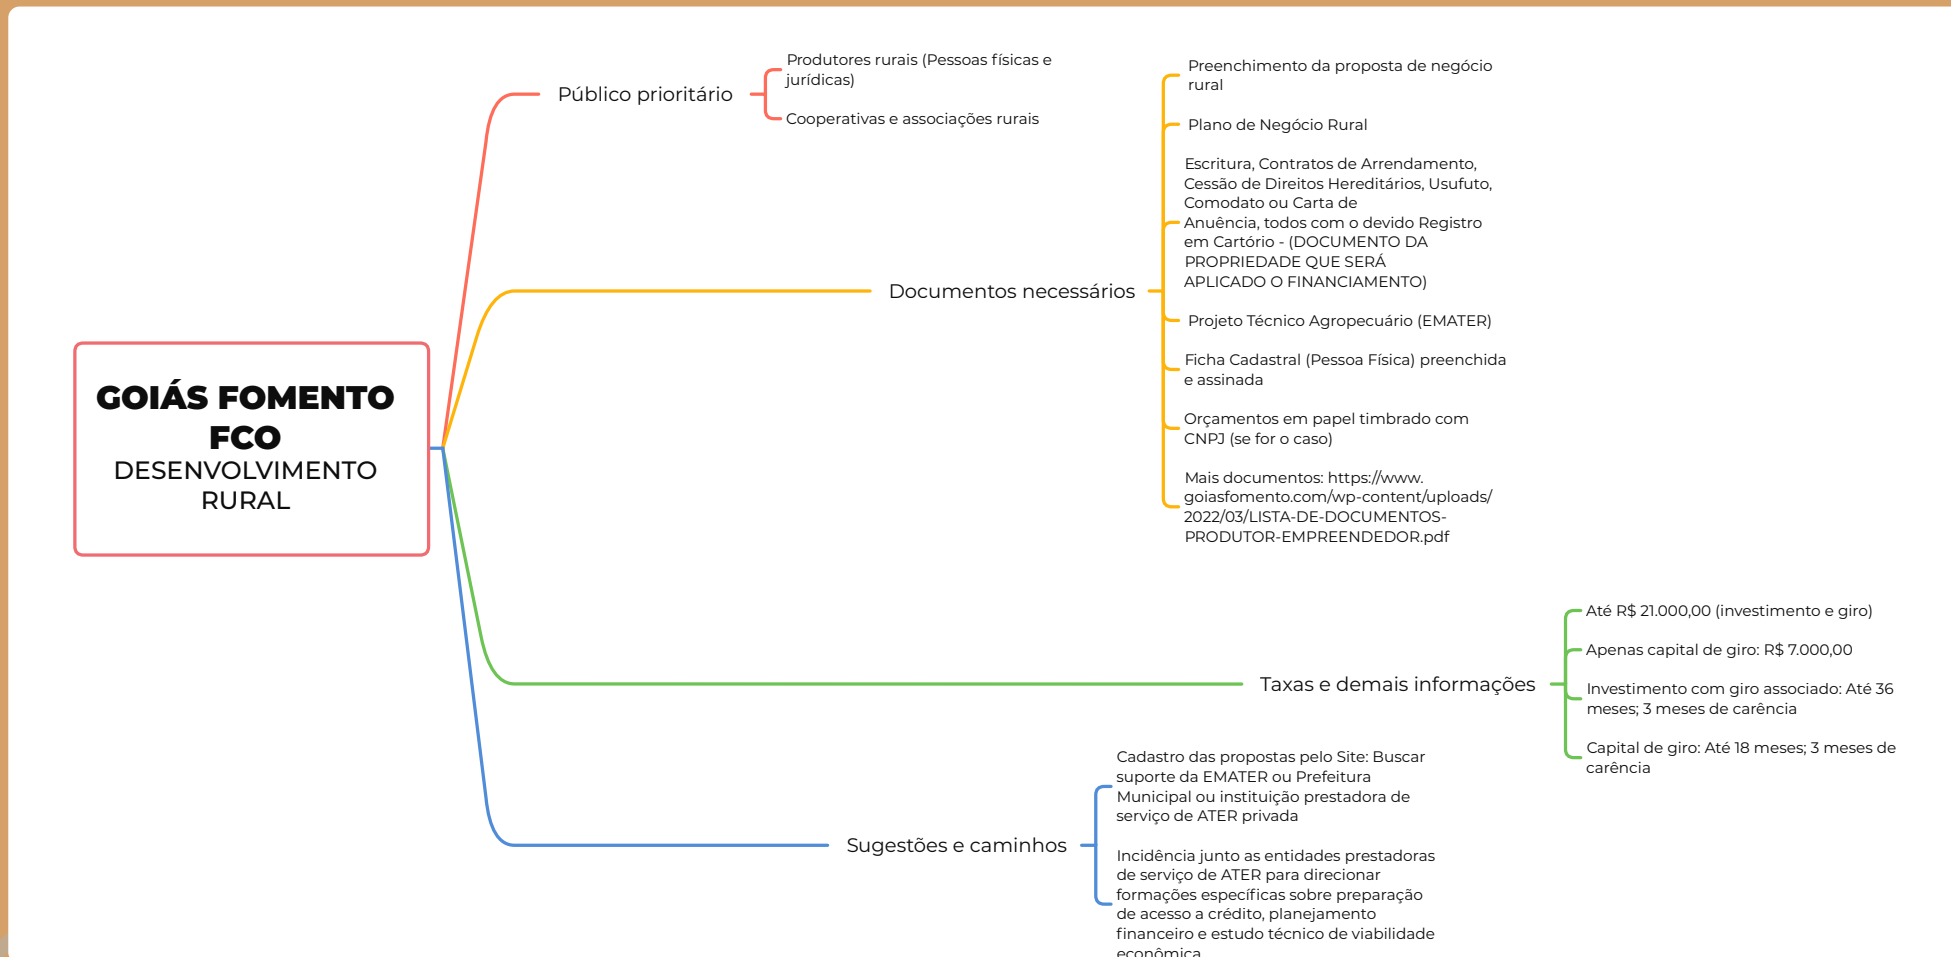 GOIÁS FOMENTO
FCO
DESENVOLVIMENTO
RURAL
Público prioritário
Produtores rurais (Pessoas físicas e
jurídicas)
Cooperativas e associações rurais
Documentos necessários
Preenchimento da proposta de negócio
rural
Plano de Negócio Rural
Escritura, Contratos de Arrendamento,
Cessão de Direitos Hereditários, Usufuto,
Comodato ou Carta de
Anuência, todos com o devido Registro
em Cartório - (DOCUMENTO DA
PROPRIEDADE QUE SERÁ
APLICADO O FINANCIAMENTO)
Projeto Técnico Agropecuário (EMATER)
Ficha Cadastral (Pessoa Física) preenchida
e assinada
Orçamentos em papel timbrado com
CNPJ (se for o caso)
Mais documentos: https://www.
goiasfomento.com/wp-content/uploads/
2022/03/LISTA-DE-DOCUMENTOS-
PRODUTOR-EMPREENDEDOR.pdf
Taxas e demais informações
Até R$ 21.000,00 (investimento e giro)
Apenas capital de giro: R$ 7.000,00
Investimento com giro associado: Até 36
meses; 3 meses de carência
Capital de giro: Até 18 meses; 3 meses de
carência
Sugestões e caminhos
Cadastro das propostas pelo Site: Buscar
suporte da EMATER ou Prefeitura
Municipal ou instituição prestadora de
serviço de ATER privada
Incidência junto as entidades prestadoras
de serviço de ATER para direcionar
formações específicas sobre preparação
de acesso a crédito, planejamento
financeiro e estudo técnico de viabilidade
econômica